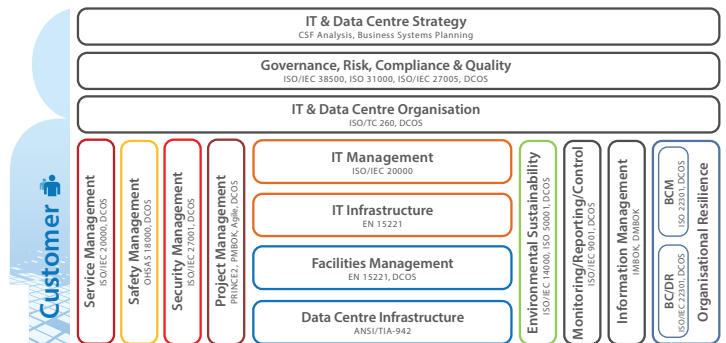 IT & Data Centre Strategy
CSF Analysis, Business Systems Planning
Governance, Risk, Compliance & Quality
ISO/IEC 38500, ISO 31000, ISO/IEC 27005, DCOS
IT & Data Centre Organisation
ISO/TC 260, DCOS
Customer
Service Management
ISO/IEC 20000, DCOS
Safety Management
OHSAS 18000, DCOS
Security Management
ISO/IEC 27001, DCOS
Project Management
PRINCE2, PMBOK, Agile, DCOS
IT Management
ISO/IEC 20000
IT Infrastructure
EN 15221
Facilities Management
EN 15221, DCOS
Data Centre Infrastructure
ANSI/TIA-942
Environmental Sustainability
ISO/IEC 14000, ISO 50001, DCOS
Monitoring/Reporting/Control
ISO/IEC 9001, DCOS
Information Management
IMBOK, DMBOK
BCM
ISO 22301, DCOS
BC/DR
ISO/IEC 22301, DCOS
Organisational Resilience